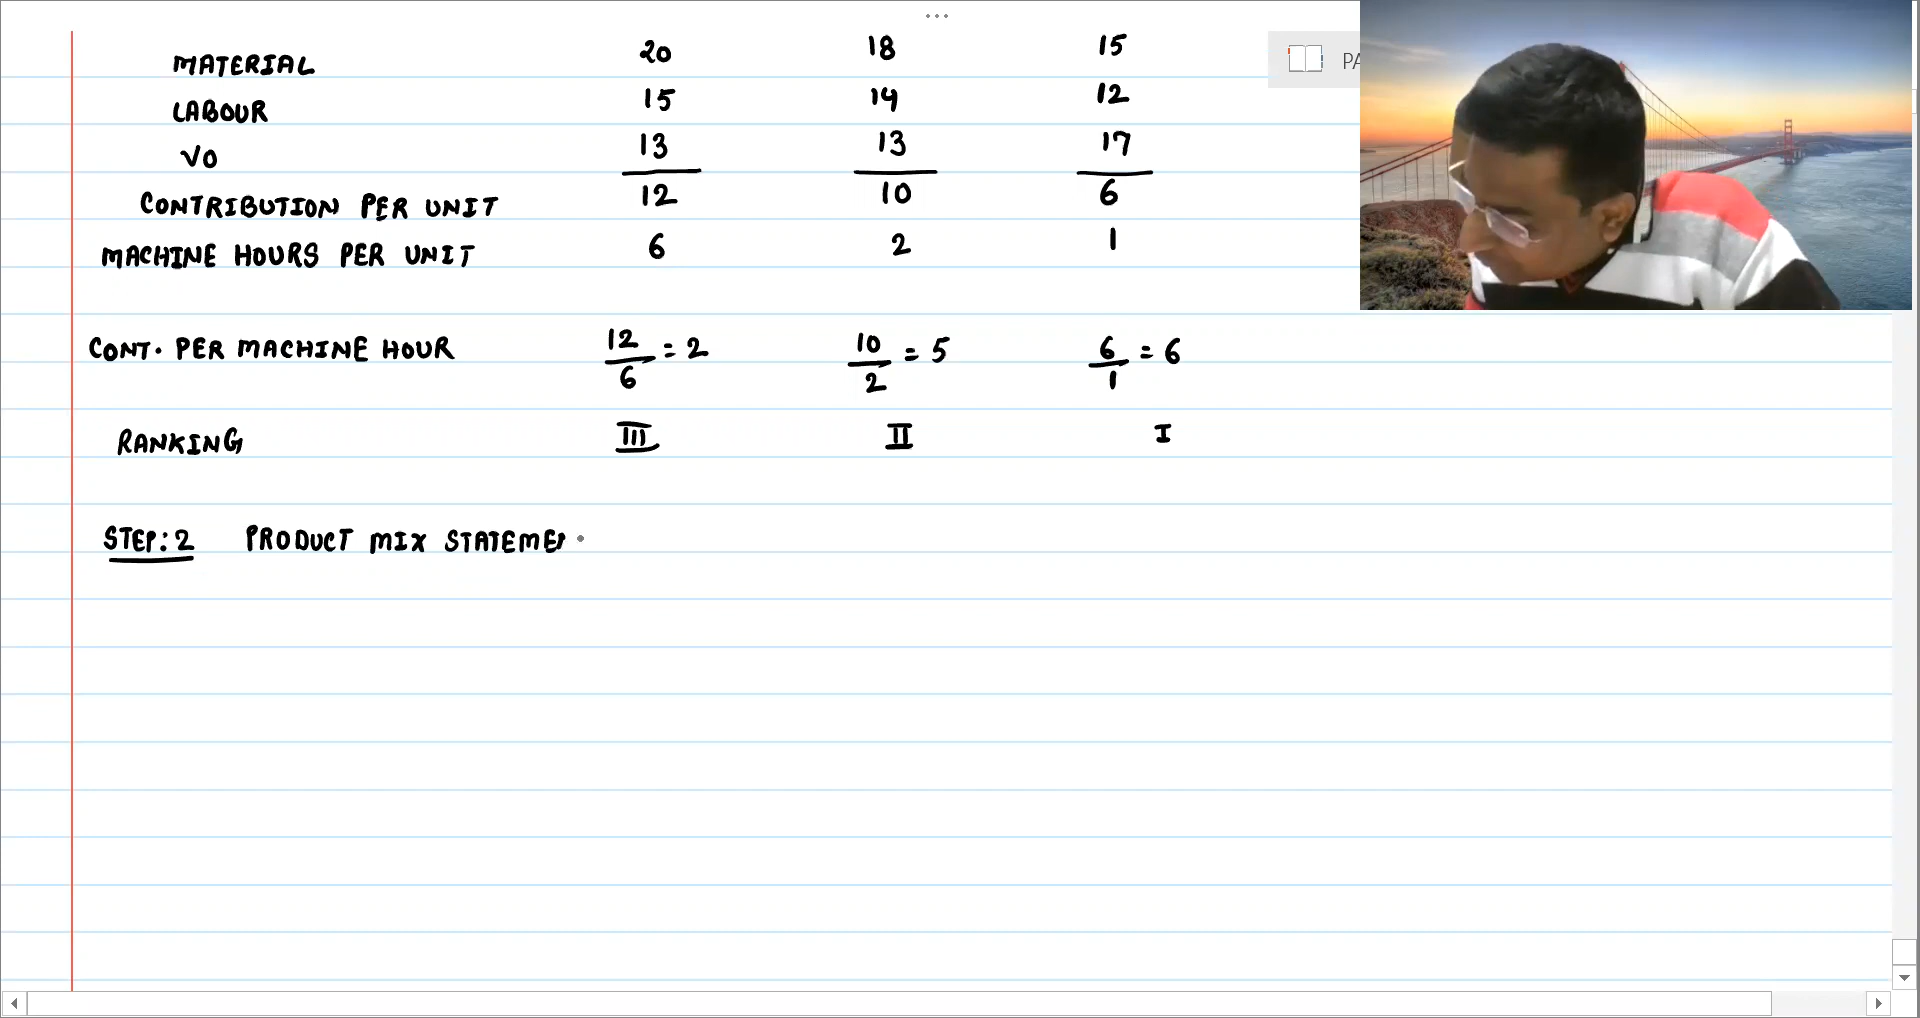 MATERIAL 20 18 15
LABOUR 15 14 12
VO 13 13 17
CONTRIBUTION PER UNIT 12 10 6
MACHINE HOURS PER UNIT 6 2 1
CONT. PER MACHINE HOUR 12/6 = 2 10/2 = 5 6/1 = 6
RANKING III II I
STEP:2 PRODUCT MIX STATEME
PA